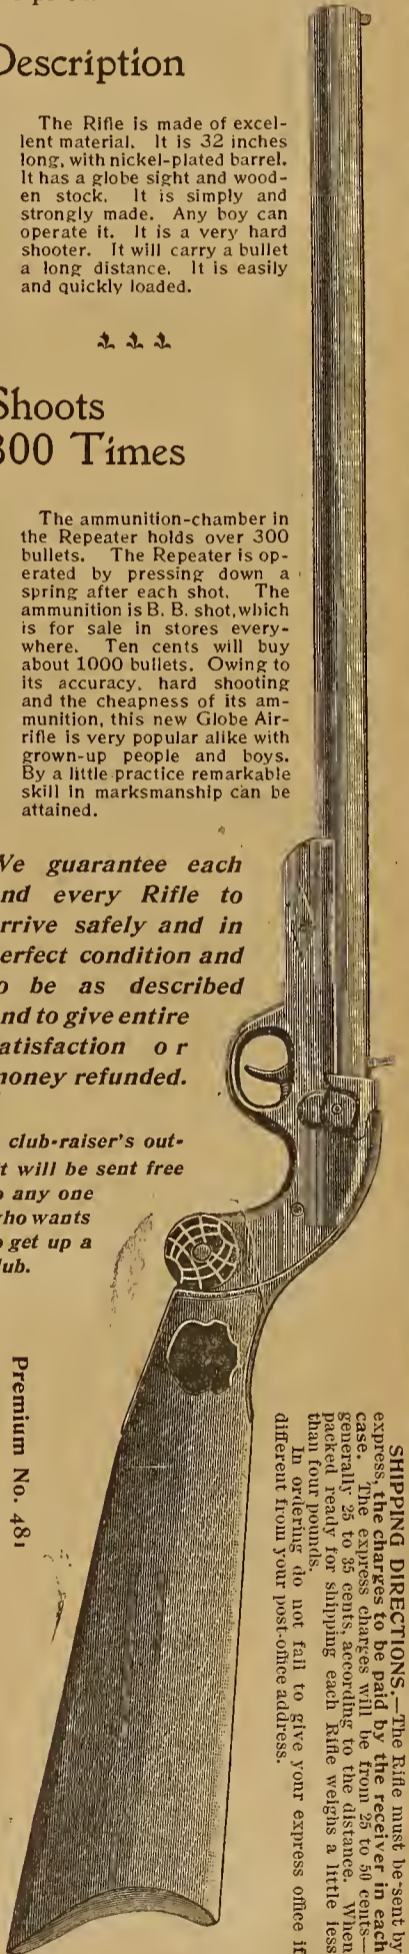 Description
The Rifle is made of excel-
lent material. It is 32 inches
long, with nickel-plated barrel.
It has a globe sight and wood-
en stock. It is simply and
strongly made. Any boy can
operate it. It is a very hard
shooter. It will carry a bullet
a long distance. It is easily
and quickly loaded.
Shoots
300 Times
The ammunition-chamber in
the Repeater holds over 300
bullets. The Repeater is op-
erated by pressing down a
spring after each shot. The
ammunition is B. B. shot, which
is for sale in stores every-
where. Ten cents will buy
about 1000 bullets. Owing to
its accuracy, hard shooting
and the cheapness of its am-
munition, this new Globe Air-
rifle is very popular alike with
grown-up people and boys.
By a little practice remarkable
skill in marksmanship can be
attained.
We guarantee each
nd every Rifle to
rrive safely and in
erfect condition and
o be as described
nd to give entire
atisfaction or
noney refunded.
club-raiser's out-
t will be sent free
o any one
who wants
o get up a
lub.
Premium No. 481
SHIPPING DIRECTIONS.—The Rifle must be sent by
express, the charges to be paid by the receiver in each
case. The express charges will be from 25 to 50 cents—
generally 25 to 35 cents, according to the distance. When
packed ready for shipping each Rifle weighs a little less
than four pounds.
In ordering do not fail to give your express office if
different from your post-office address.